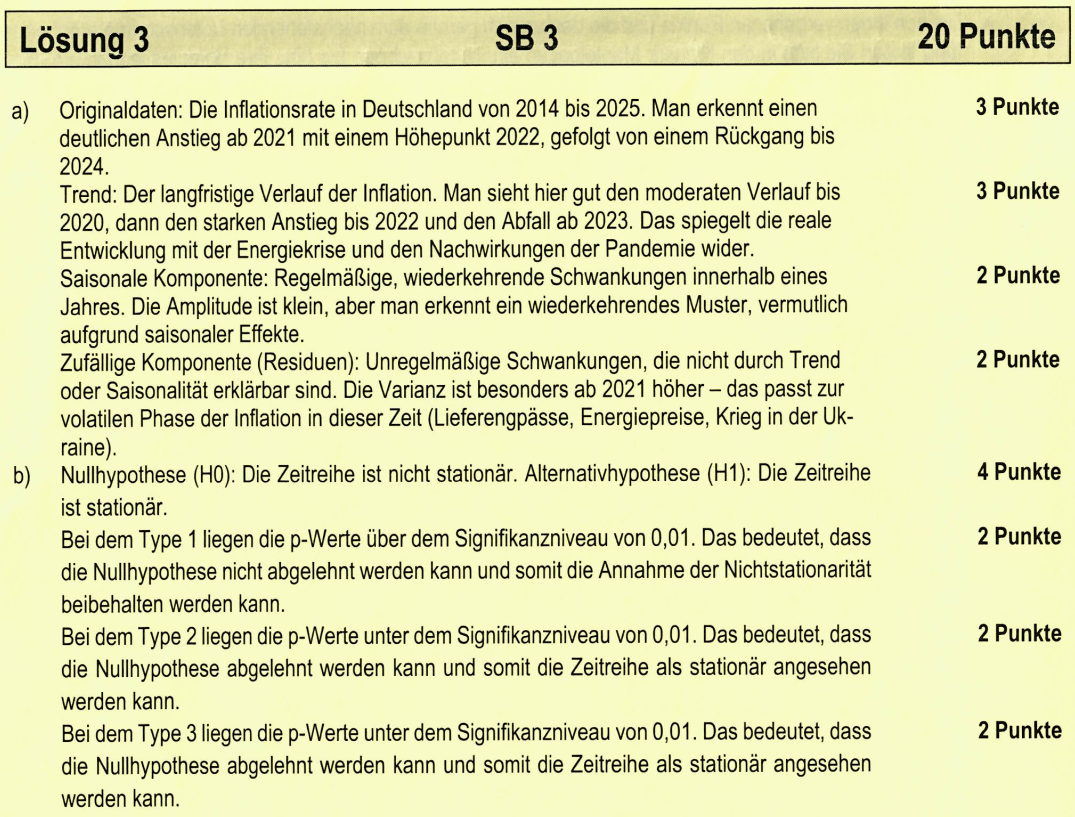 Lösung 3 SB 3 20 Punkte
a) Originaldaten: Die Inflationsrate in Deutschland von 2014 bis 2025. Man erkennt einen 3 Punkte
deutlichen Anstieg ab 2021 mit einem Höhepunkt 2022, gefolgt von einem Rückgang bis
2024.
Trend: Der langfristige Verlauf der Inflation. Man sieht hier gut den moderaten Verlauf bis 3 Punkte
2020, dann den starken Anstieg bis 2022 und den Abfall ab 2023. Das spiegelt die reale
Entwicklung mit der Energiekrise und den Nachwirkungen der Pandemie wider.
Saisonale Komponente: Regelmäßige, wiederkehrende Schwankungen innerhalb eines 2 Punkte
Jahres. Die Amplitude ist klein, aber man erkennt ein wiederkehrendes Muster, vermutlich
aufgrund saisonaler Effekte.
Zufällige Komponente (Residuen): Unregelmäßige Schwankungen, die nicht durch Trend 2 Punkte
oder Saisonalität erklärbar sind. Die Varianz ist besonders ab 2021 höher – das passt zur
volatilen Phase der Inflation in dieser Zeit (Lieferengpässe, Energiepreise, Krieg in der Uk-
raine).
b) Nullhypothese (H0): Die Zeitreihe ist nicht stationär. Alternativhypothese (H1): Die Zeitreihe 4 Punkte
ist stationär.
Bei dem Type 1 liegen die p-Werte über dem Signifikanzniveau von 0,01. Das bedeutet, dass 2 Punkte
die Nullhypothese nicht abgelehnt werden kann und somit die Annahme der Nichtstationarität
beibehalten werden kann.
Bei dem Type 2 liegen die p-Werte unter dem Signifikanzniveau von 0,01. Das bedeutet, dass 2 Punkte
die Nullhypothese abgelehnt werden kann und somit die Zeitreihe als stationär angesehen
werden kann.
Bei dem Type 3 liegen die p-Werte unter dem Signifikanzniveau von 0,01. Das bedeutet, dass 2 Punkte
die Nullhypothese abgelehnt werden kann und somit die Zeitreihe als stationär angesehen
werden kann.